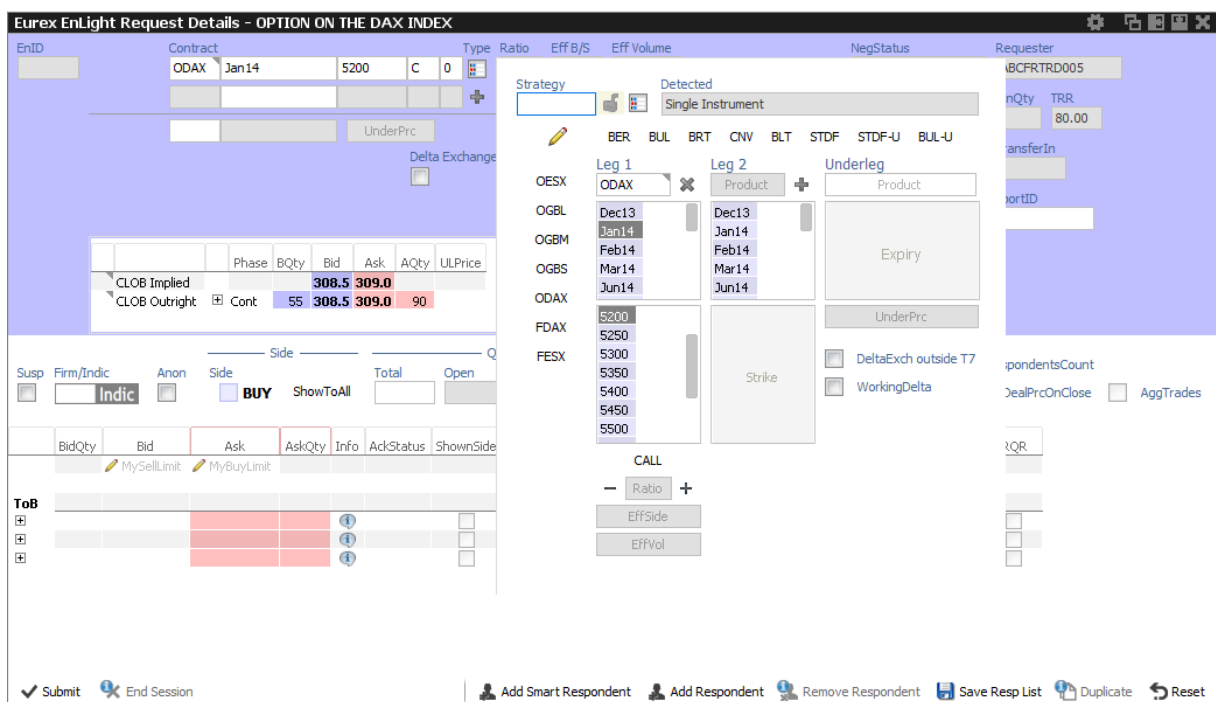 Eurex EnLight Request Details - OPTION ON THE DAX INDEX
EnID Contract Type Ratio Eff B/S Eff Volume NegStatus Requester
ODAX Jan14 5200 C 0 ABCFRTRD005
Strategy Detected
Single Instrument
nQty TRR
80.00
UnderPrc
BER BUL BRT CNV BLT STDF STDF-U BUL-U
Delta Exchange
ansferIn
Leg 1 Leg 2 Underleg
OESX ODAX Product Product
portID
OGBL Dec13 Dec13
Jan14 Jan14
OGBM Feb14 Feb14 Expiry
OGBS Mar14 Mar14
Jun14 Jun14
Phase BQty Bid Ask AQty ULPrice
CLOB Implied 308.5 309.0
CLOB Outright Cont 55 308.5 309.0 90
ODAX 5200 UnderPrc
FDAX 5250
FESX 5300 DeltaExch outside T7
5350 Strike
5400 WorkingDelta
5450
5500
Side Q
Susp Firm/Indic Anon Side Total Open
Indic BUY ShowToAll
spondentsCount
DealPrcOnClose AggTrades
BidQty Bid Ask AskQty Info AckStatus ShownSide RQR
MySellLimit MyBuyLimit
CALL
Ratio
ToB
EffSide
EffVol
Submit End Session Add Smart Respondent Add Respondent Remove Respondent Save Resp List Duplicate Reset